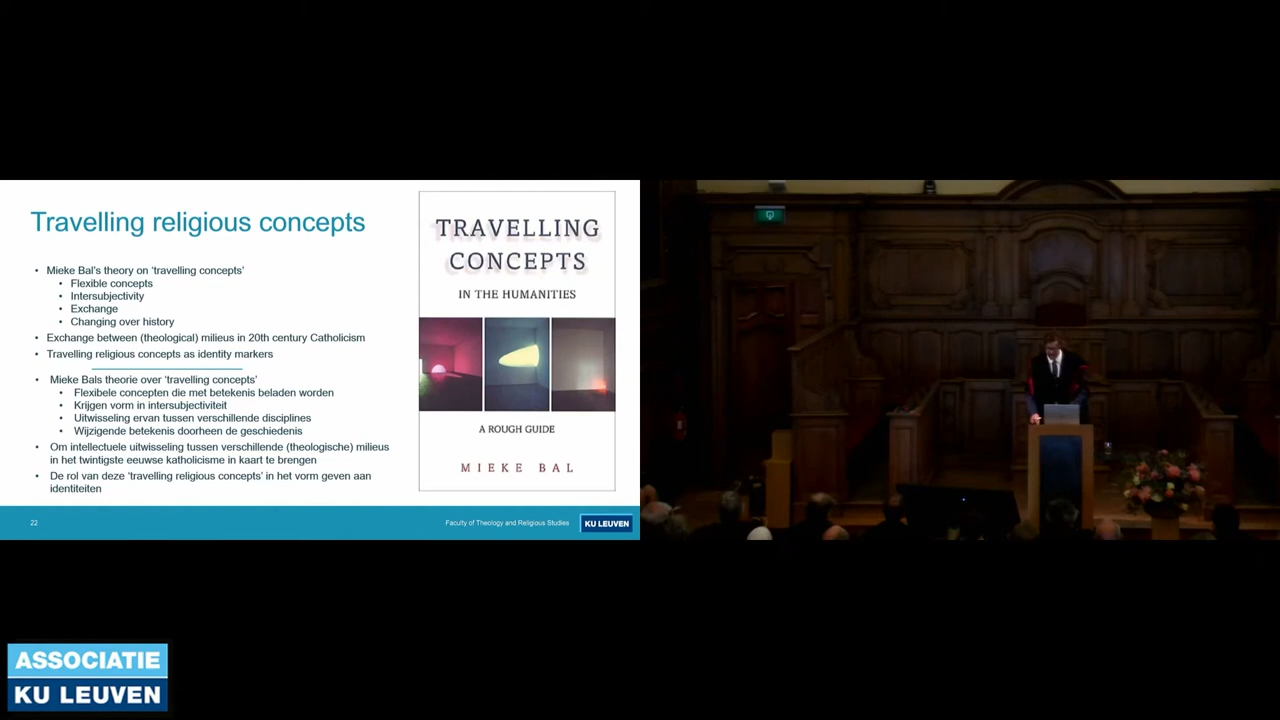 Travelling religious concepts
• Mieke Bal's theory on 'travelling concepts'
• Flexible concepts
• Intersubjectivity
• Exchange
• Changing over history
• Exchange between (theological) milieus in 20th century Catholicism
• Travelling religious concepts as identity markers
• Mieke Bals theorie over 'travelling concepts'
• Flexibele concepten die met betekenis beladen worden
• Krijgen vorm in intersubjectiviteit
• Uitwisseling ervan tussen verschillende disciplines
• Wijzigende betekenis doorheen de geschiedenis
• Om intellectuele uitwisseling tussen verschillende (theologische) milieus
in het twintigste eeuwse katholicisme in kaart te brengen
• De rol van deze 'travelling religious concepts' in het vorm geven aan
identiteiten
TRAVELLING
CONCEPTS
IN THE HUMANITIES
A ROUGH GUIDE
MIEKE BAL
22
Faculty of Theology and Religious Studies
KU LEUVEN
ASSOCIATIE
KU LEUVEN